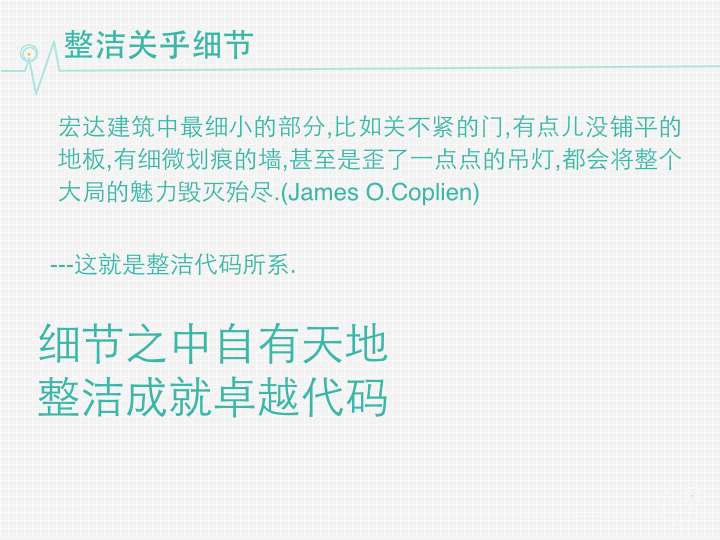 整洁关乎细节
宏达建筑中最细小的部分,比如关不紧的门,有点儿没铺平的
地板,有细微划痕的墙,甚至是歪了一点点的吊灯,都会将整个
大局的魅力毁灭殆尽.(James O.Coplien)
---这就是整洁代码所系.
细节之中自有天地
整洁成就卓越代码